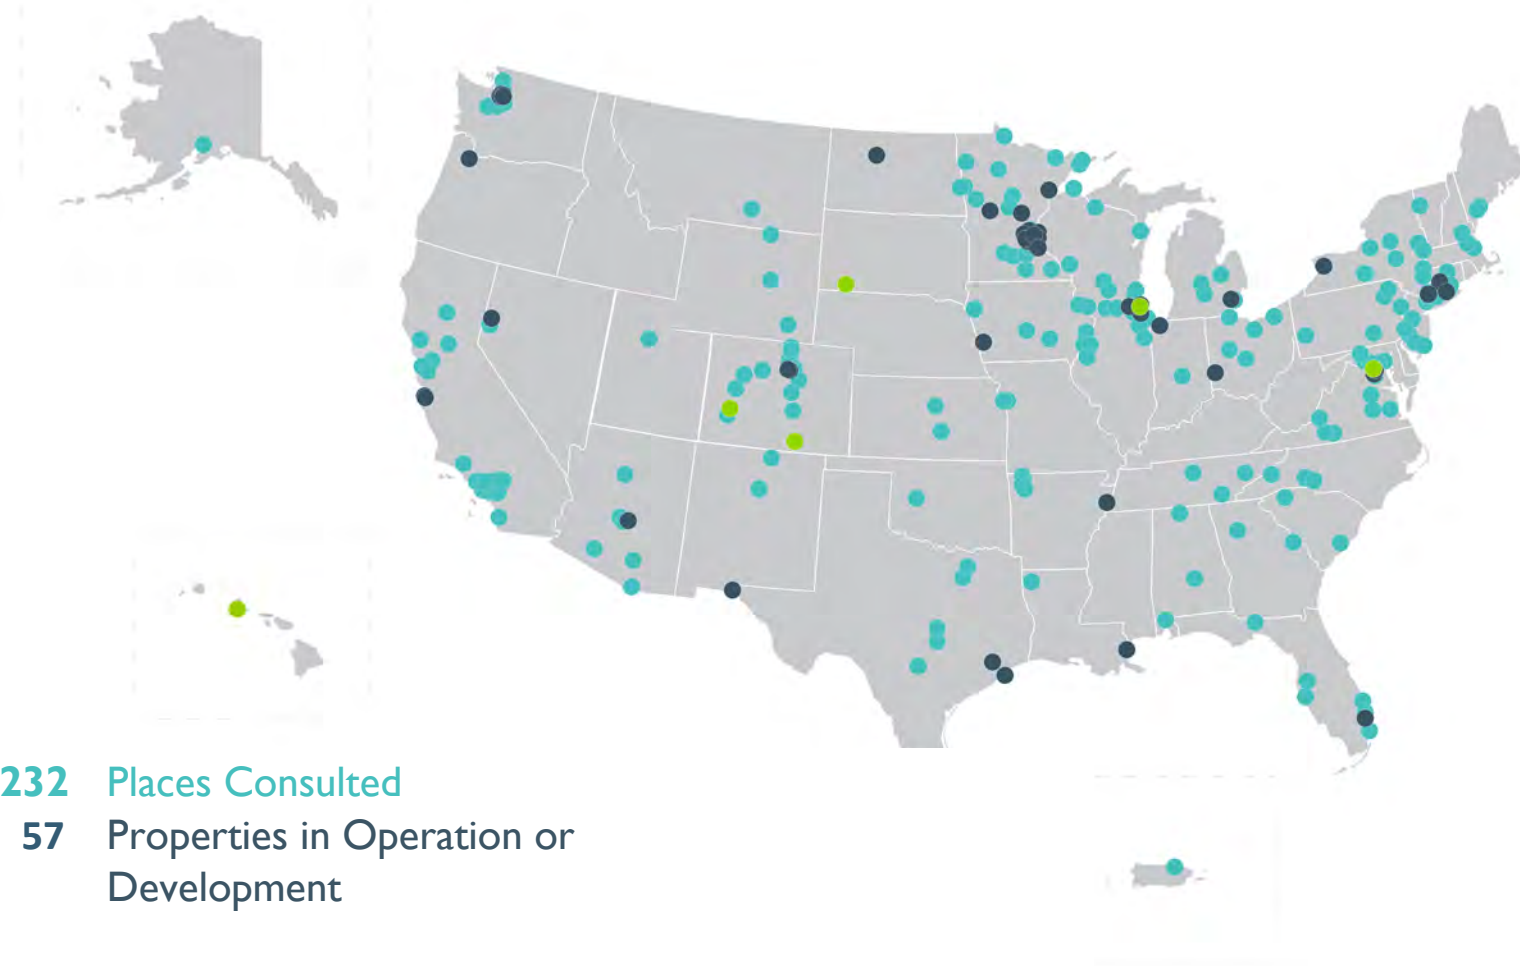 232 Places Consulted
57 Properties in Operation or
Development